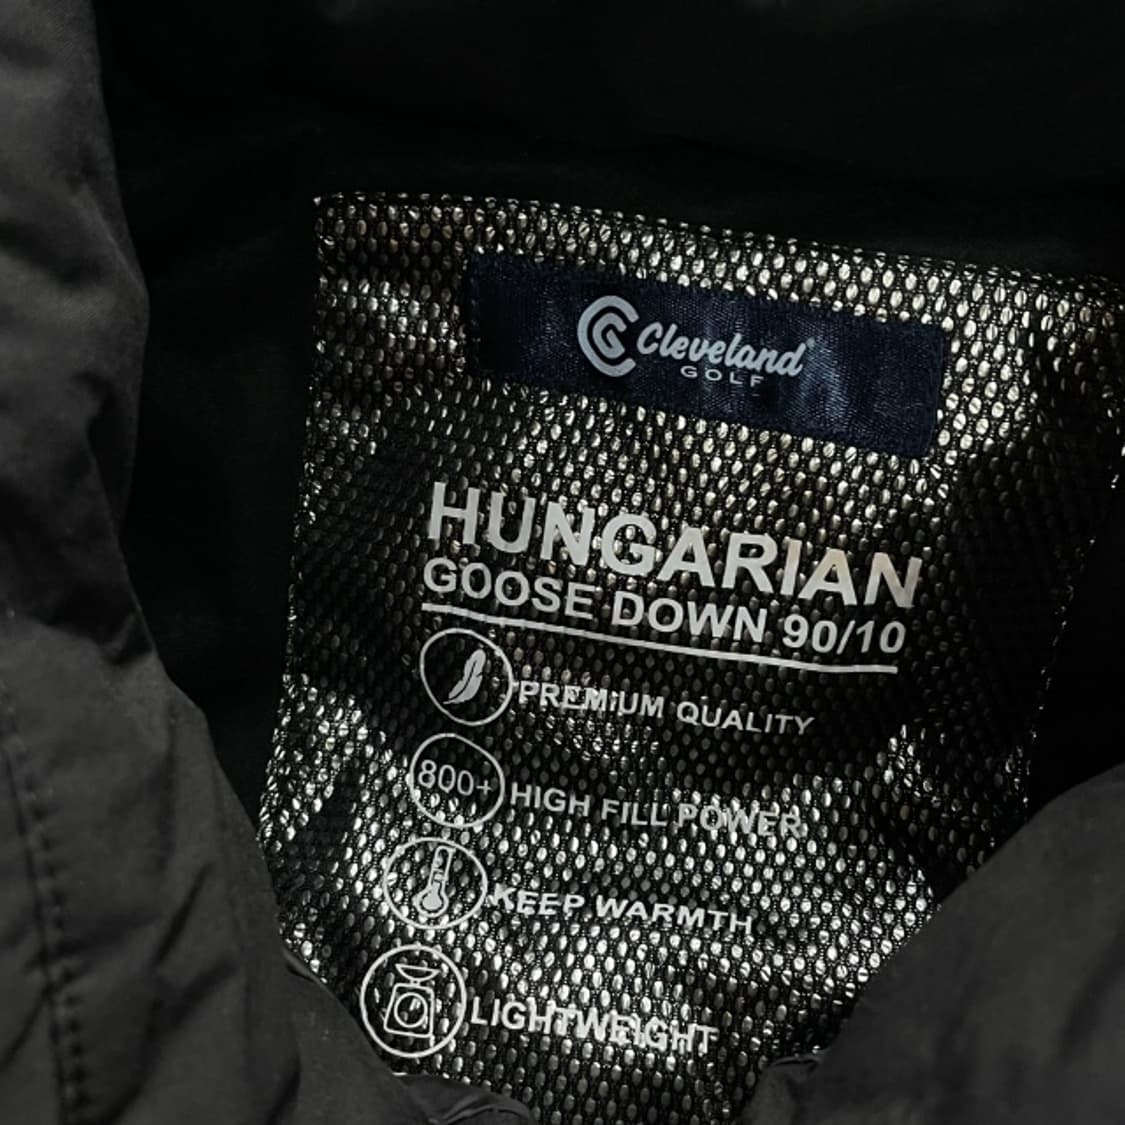 Cleveland®
GOLF
HUNGARIAN
GOOSE DOWN 90/10
PREMIUM QUALITY
800+ HIGH FILL POWER
KEEP WARMTH
LIGHTWEIGHT